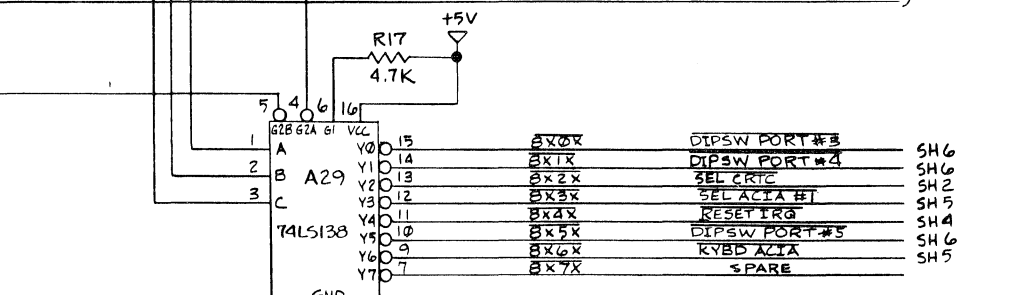 +5V
R17
4.7K
5 4 6 16
G2B G2A G1 VCC
1 A Y0 15 8X0X DIPSW PORT #3 SH6
Y1 14 8X1X DIPSW PORT #4 SH6
2 B A29 Y2 13 8X2X SEL CRTC SH2
3 C Y3 12 8X3X SEL ACIA #1 SH5
Y4 11 8X4X RESET IRQ SH4
74LS138 Y5 10 8X5X DIPSW PORT #5 SH6
Y6 9 8X6X KYBD ACIA SH5
Y7 7 8X7X SPARE
GND